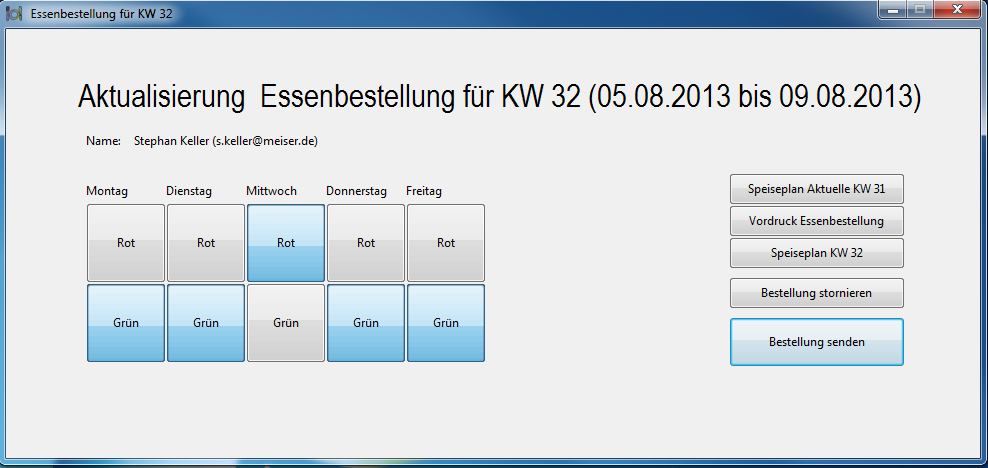 Essenbestellung für KW 32
Aktualisierung Essenbestellung für KW 32 (05.08.2013 bis 09.08.2013)
Name: Stephan Keller (s.keller@meiser.de)
Montag Dienstag Mittwoch Donnerstag Freitag
Rot Rot Rot Rot Rot
Grün Grün Grün Grün Grün
Speiseplan Aktuelle KW 31
Vordruck Essenbestellung
Speiseplan KW 32
Bestellung stornieren
Bestellung senden